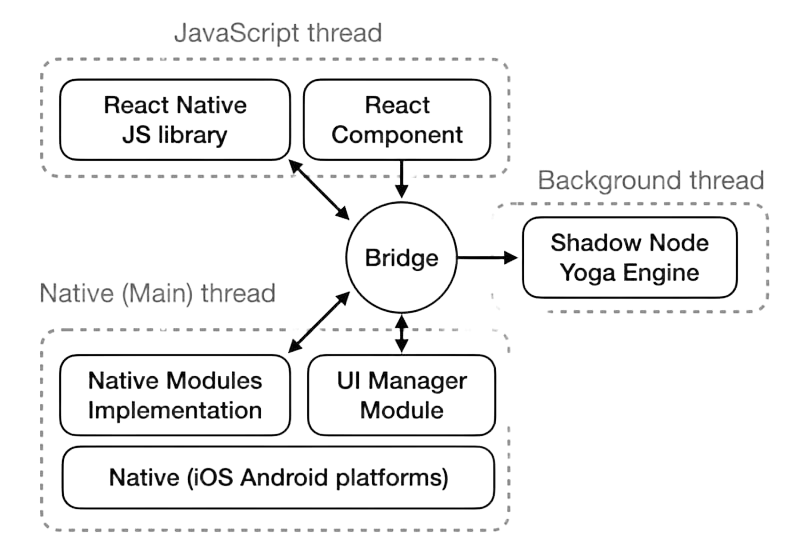 JavaScript thread
React Native
JS library
React
Component
Background thread
Shadow Node
Yoga Engine
Bridge
Native (Main) thread
Native Modules
Implementation
UI Manager
Module
Native (iOS Android platforms)